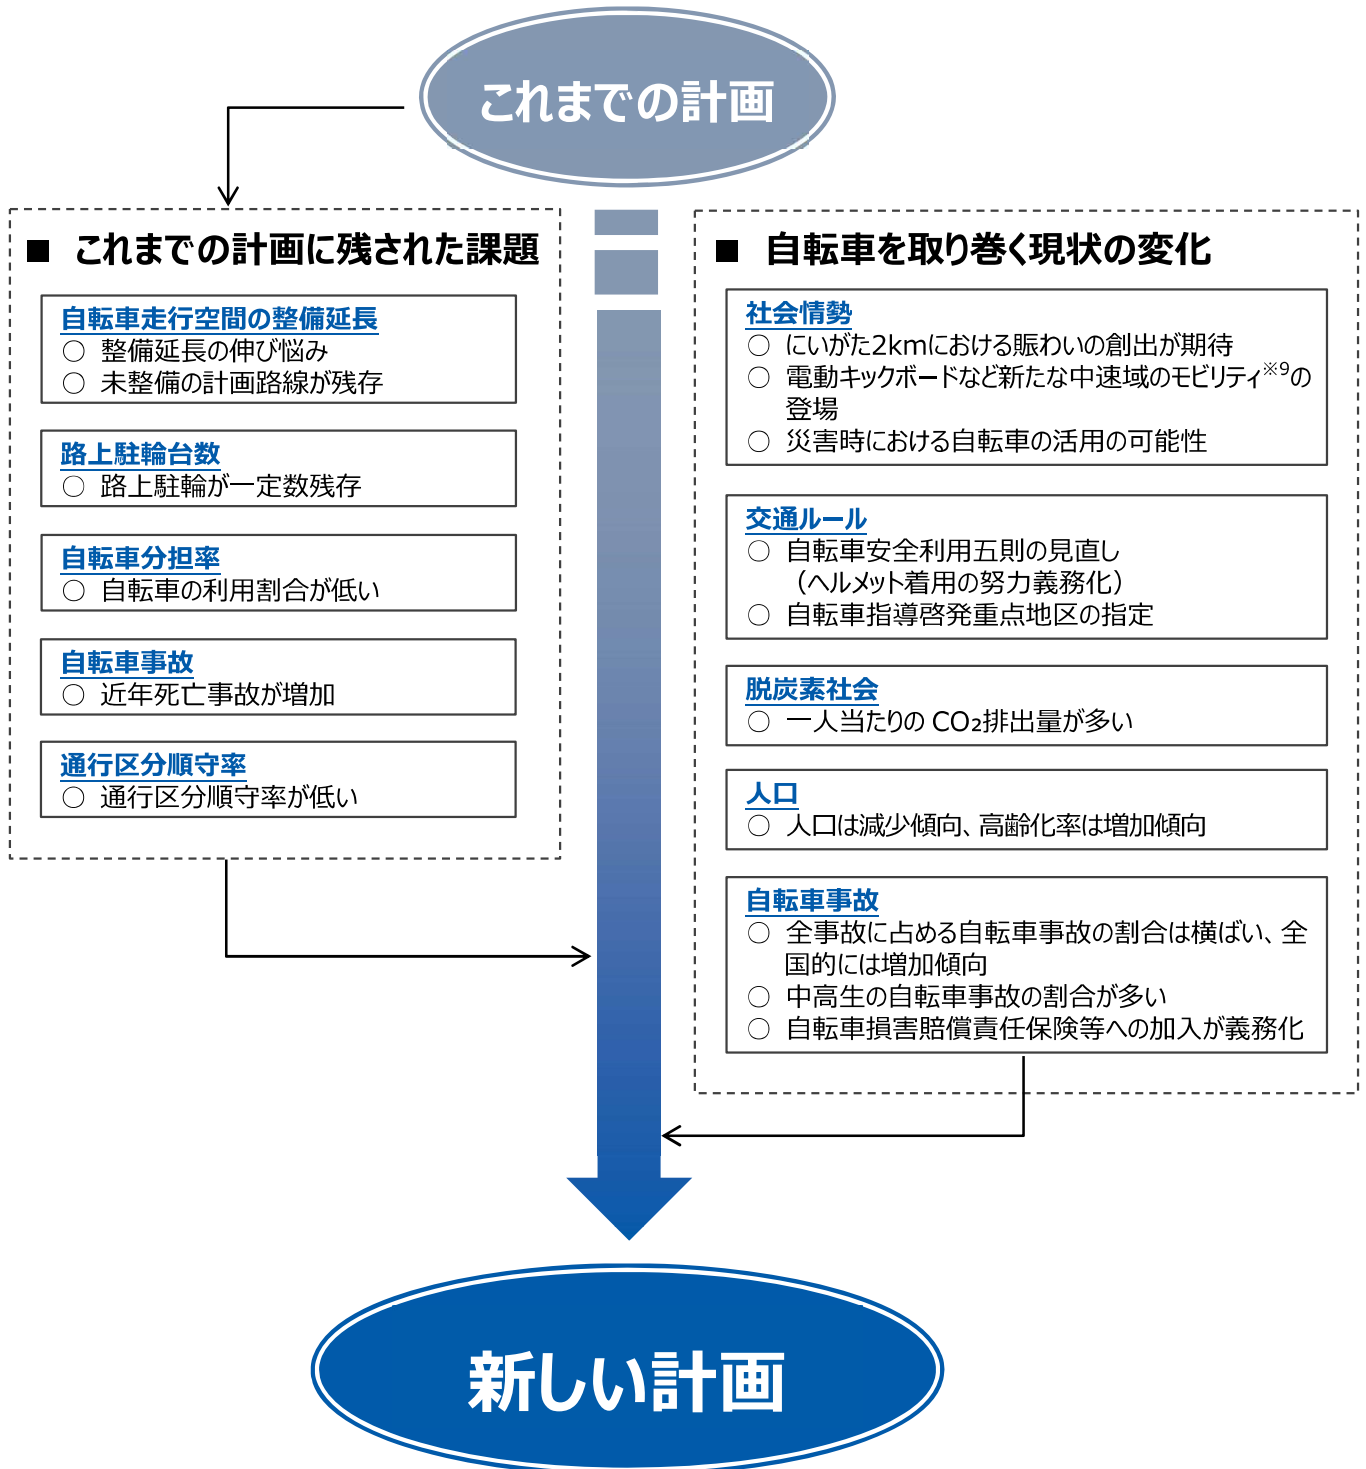 これまでの計画
■ これまでの計画に残された課題
自転車走行空間の整備延長
○ 整備延長の伸び悩み
○ 未整備の計画路線が残存
路上駐輪台数
○ 路上駐輪が一定数残存
自転車分担率
○ 自転車の利用割合が低い
自転車事故
○ 近年死亡事故が増加
通行区分順守率
○ 通行区分順守率が低い
■ 自転車を取り巻く現状の変化
社会情勢
○ にいがた2kmにおける賑わいの創出が期待
○ 電動キックボードなど新たな中速域のモビリティ※9の
登場
○ 災害時における自転車の活用の可能性
交通ルール
○ 自転車安全利用五則の見直し
（ヘルメット着用の努力義務化）
○ 自転車指導啓発重点地区の指定
脱炭素社会
○ 一人当たりの CO₂排出量が多い
人口
○ 人口は減少傾向、高齢化率は増加傾向
自転車事故
○ 全事故に占める自転車事故の割合は横ばい、全
国的には増加傾向
○ 中高生の自転車事故の割合が多い
○ 自転車損害賠償責任保険等への加入が義務化
新しい計画